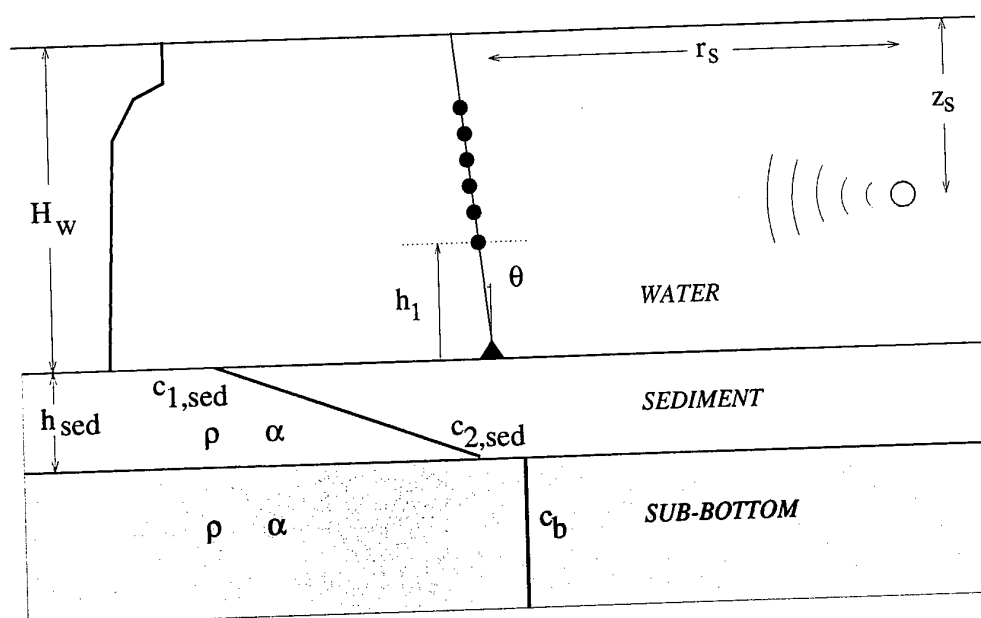 r_s
z_s
H_w
h_1
θ
WATER
c_1,sed
SEDIMENT
h_sed
ρ α
c_2,sed
ρ α
c_b
SUB-BOTTOM